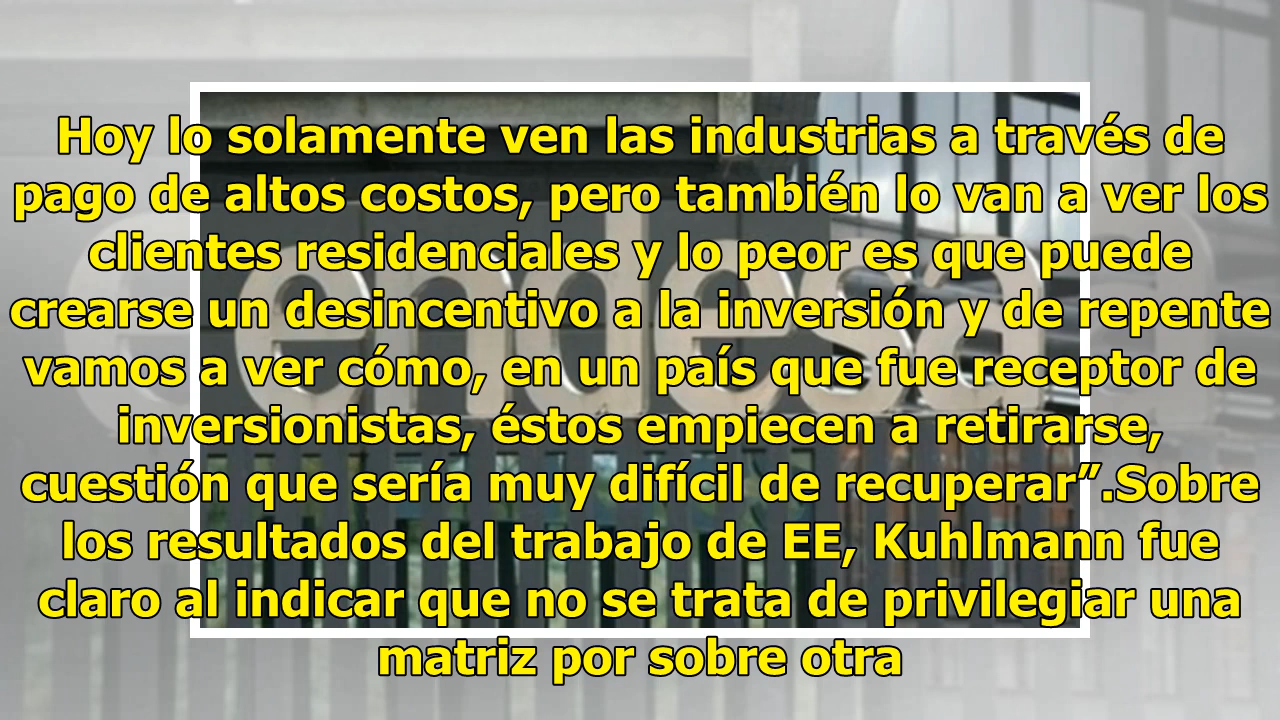 Hoy lo solamente ven las industrias a través de
pago de altos costos, pero también lo van a ver los
clientes residenciales y lo peor es que puede
crearse un desincentivo a la inversión y de repente
vamos a ver cómo, en un país que fue receptor de
inversionistas, éstos empiecen a retirarse,
cuestión que sería muy difícil de recuperar”.Sobre
los resultados del trabajo de EE, Kuhlmann fue
claro al indicar que no se trata de privilegiar una
matriz por sobre otra
endesa